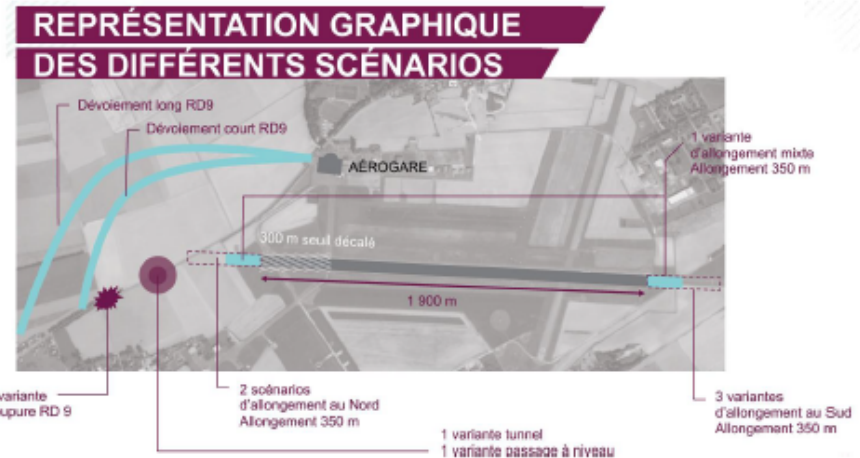 REPRÉSENTATION GRAPHIQUE
DES DIFFÉRENTS SCÉNARIOS
Dévoiement long RD9
Dévoiement court RD9
AÉROGARE
1 variante
d'allongement mixte
Allongement 350 m
300 m seuil décalé
1 900 m
variante
upure RD 9
2 scénarios
d'allongement au Nord
Allongement 350 m
3 variantes
d'allongement au Sud
Allongement 350 m
1 variante tunnel
1 variante passage à niveau